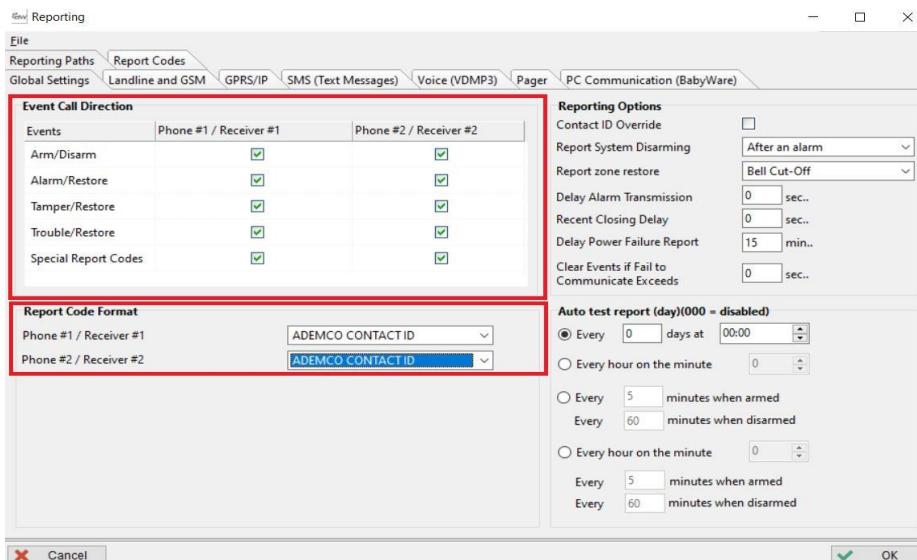 Reporting
File
Reporting Paths Report Codes
Global Settings Landline and GSM GPRS/IP SMS (Text Messages) Voice (VDMP3) Pager PC Communication (BabyWare)
Event Call Direction
Events Phone #1 / Receiver #1 Phone #2 / Receiver #2
Arm/Disarm
Alarm/Restore
Tamper/Restore
Trouble/Restore
Special Report Codes
Report Code Format
Phone #1 / Receiver #1 ADEMCO CONTACT ID
Phone #2 / Receiver #2 ADEMCO CONTACT ID
Reporting Options
Contact ID Override
Report System Disarming After an alarm
Report zone restore Bell Cut-Off
Delay Alarm Transmission 0 sec..
Recent Closing Delay 0 sec..
Delay Power Failure Report 15 min..
Clear Events if Fail to
Communicate Exceeds 0 sec..
Auto test report (day)(000 = disabled)
Every 0 days at 00:00
Every hour on the minute 0
Every 5 minutes when armed
Every 60 minutes when disarmed
Every hour on the minute 0
Every 5 minutes when armed
Every 60 minutes when disarmed
Cancel OK